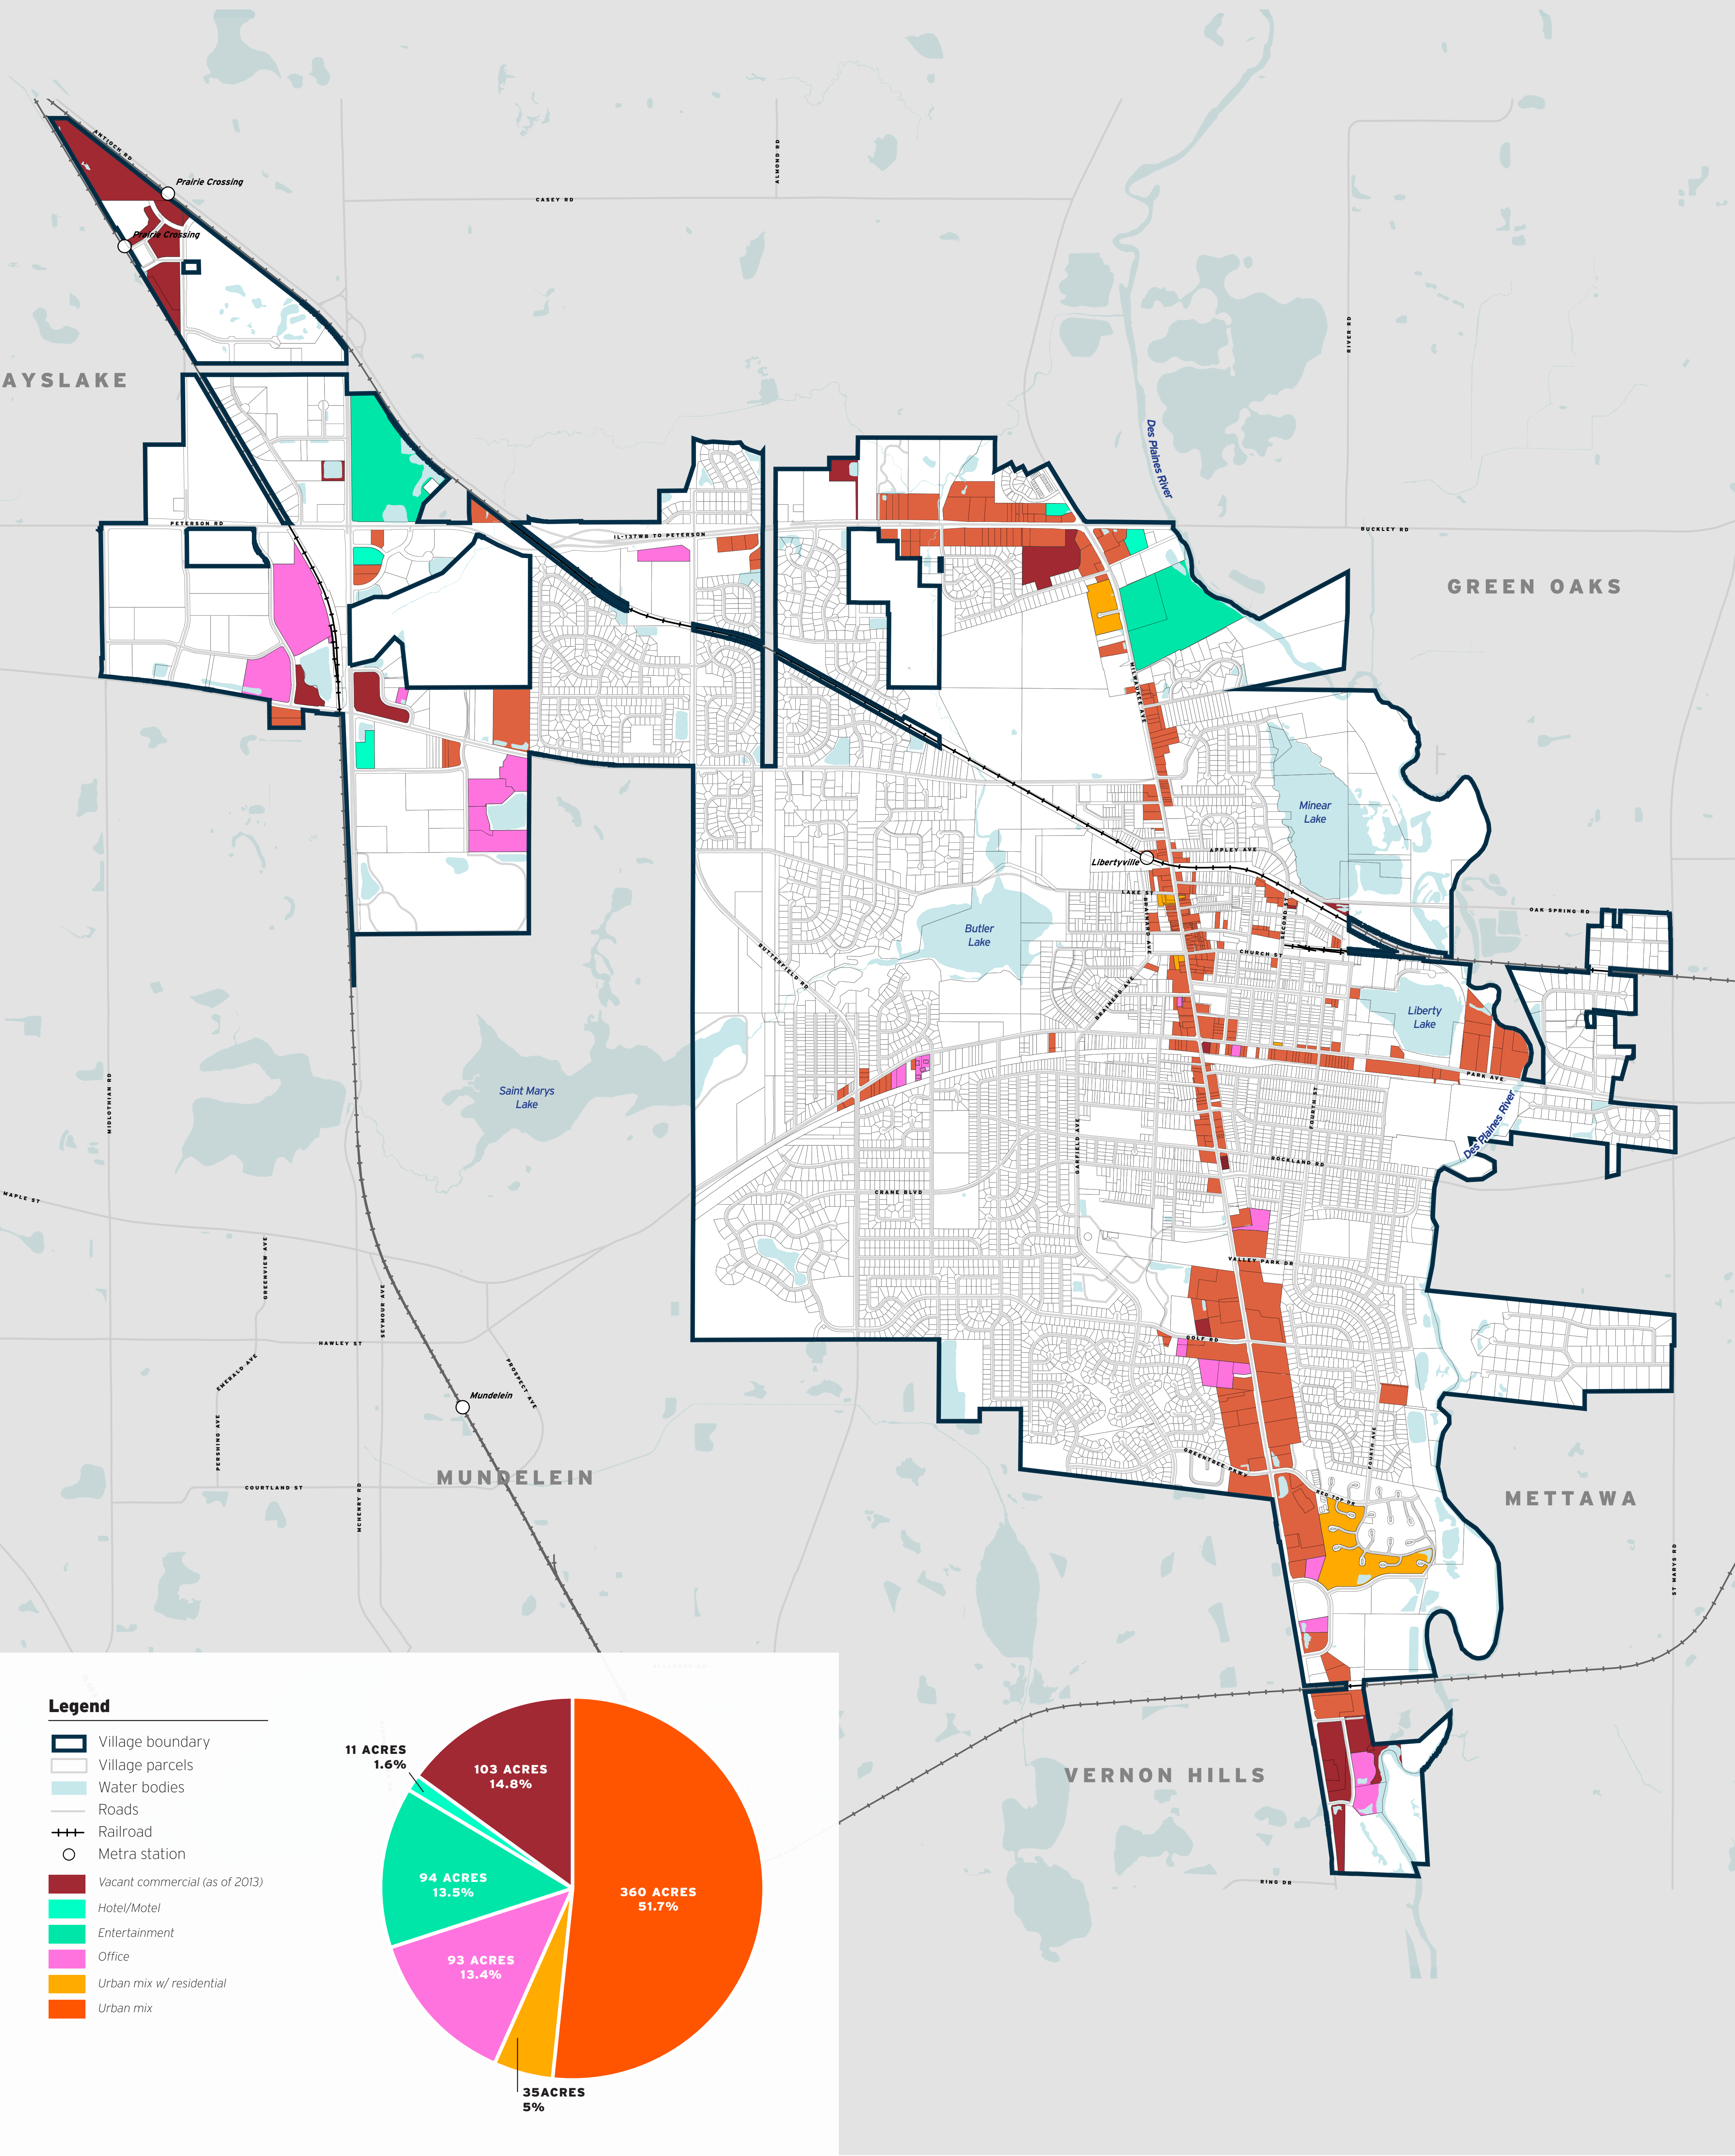 ANTIOCH RD
Prairie Crossing
Prairie Crossing
ALMOND RD
CASEY RD
RIVER RD
AYSLAKE
Des Plaines River
PETERSON RD
IL-137WB TO PETERSON
BUCKLEY RD
GREEN OAKS
MILWAUKEE AVE
Minear
Lake
APPLEY AVE
Libertyville
LAKE ST
BRAINERD AVE
SECOND ST
OAK SPRING RD
Butler
Lake
CHURCH ST
BUTTERFIELD RD
BRAINERD AVE
Liberty
Lake
PARK AVE
Saint Marys
Lake
MIDLOTHIAN RD
FOURTH ST
Des Plaines River
GARFIELD AVE
ROCKLAND RD
MAPLE ST
CRANE BLVD
GREENVIEW AVE
VALLEY PARK DR
SEYMOUR AVE
HAWLEY ST
GOLF RD
EMERALD AVE
PROSPECT AVE
Mundelein
PERSHING AVE
FOURTH AVE
GREENTREE PKWY
MUNDELEIN
COURTLAND ST
MCHENRY RD
RED TOP DR
METTAWA
ST MARYS RD
VERNON HILLS
RING DR
Legend
Village boundary
Village parcels
Water bodies
Roads
Railroad
Metra station
Vacant commercial (as of 2013)
Hotel/Motel
Entertainment
Office
Urban mix w/ residential
Urban mix
11 ACRES
1.6%
103 ACRES
14.8%
94 ACRES
13.5%
360 ACRES
51.7%
93 ACRES
13.4%
35ACRES
5%